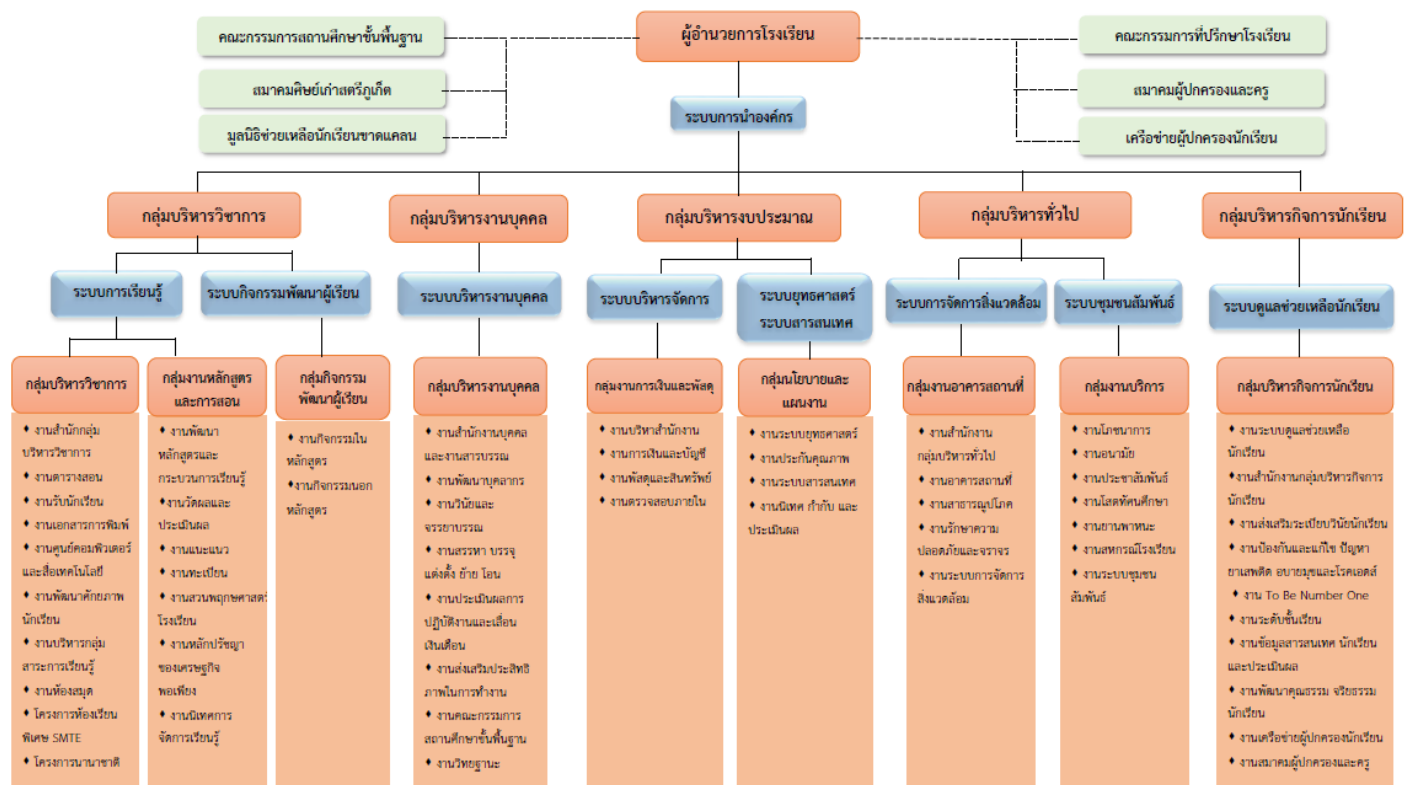 ผู้อำนวยการโรงเรียน
คณะกรรมการสถานศึกษาขั้นพื้นฐาน
สมาคมศิษย์เก่าสตรีภูเก็ต
มูลนิธิช่วยเหลือนักเรียนขาดแคลน
คณะกรรมการที่ปรึกษาโรงเรียน
สมาคมผู้ปกครองและครู
เครือข่ายผู้ปกครองนักเรียน
ระบบการนำองค์กร
กลุ่มบริหารวิชาการ
กลุ่มบริหารงานบุคคล
กลุ่มบริหารงบประมาณ
กลุ่มบริหารทั่วไป
กลุ่มบริหารกิจการนักเรียน
ระบบการเรียนรู้
ระบบกิจกรรมพัฒนาผู้เรียน
ระบบบริหารงานบุคคล
ระบบบริหารจัดการ
ระบบยุทธศาสตร์
ระบบสารสนเทศ
ระบบการจัดการสิ่งแวดล้อม
ระบบชุมชนสัมพันธ์
ระบบดูแลช่วยเหลือนักเรียน
กลุ่มบริหารวิชาการ
♦ งานสำนักกลุ่ม
บริหารวิชาการ
♦ งานตารางสอน
♦ งานรับนักเรียน
♦ งานเอกสารการพิมพ์
♦ งานศูนย์คอมพิวเตอร์
และสื่อเทคโนโลยี
♦ งานพัฒนาศักยภาพ
นักเรียน
♦ งานบริหารกลุ่ม
สาระการเรียนรู้
♦ งานห้องสมุด
♦ โครงการห้องเรียน
พิเศษ SMTE
♦ โครงการนานาชาติ
กลุ่มงานหลักสูตร
และการสอน
♦ งานพัฒนา
หลักสูตรและ
กระบวนการเรียนรู้
♦งานวัดผลและ
ประเมินผล
♦ งานแนะแนว
♦ งานทะเบียน
♦ งานสวนพฤกษศาสตร์
โรงเรียน
♦ งานหลักปรัชญา
ของเศรษฐกิจ
พอเพียง
♦ งานนิเทศการ
จัดการเรียนรู้
กลุ่มกิจกรรม
พัฒนาผู้เรียน
♦ งานกิจกรรมใน
หลักสูตร
♦งานกิจกรรมนอก
หลักสูตร
กลุ่มบริหารงานบุคคล
♦ งานสำนักงานบุคคล
และงานสารบรรณ
♦ งานพัฒนาบุคลากร
♦ งานวินัยและ
จรรยาบรรณ
♦ งานสรรหา บรรจุ
แต่งตั้ง ย้าย โอน
♦ งานประเมินผลการ
ปฏิบัติงานและเลื่อน
เงินเดือน
♦ งานส่งเสริมประสิทธิ
ภาพในการทำงาน
♦ งานคณะกรรมการ
สถานศึกษาขั้นพื้นฐาน
♦ งานวิทยฐานะ
กลุ่มงานการเงินและพัสดุ
♦ งานบริหาสำนักงาน
♦ งานการเงินและบัญชี
♦ งานพัสดุและสินทรัพย์
♦ งานตรวจสอบภายใน
กลุ่มนโยบายและ
แผนงาน
♦ งานระบบยุทธศาสตร์
♦ งานประกันคุณภาพ
♦ งานระบบสารสนเทศ
♦งานนิเทศ กำกับ และ
ประเมินผล
กลุ่มงานอาคารสถานที่
♦ งานสำนักงาน
กลุ่มบริหารทั่วไป
♦ งานอาคารสถานที่
♦ งานสาธารณูปโภค
♦ งานรักษาความ
ปลอดภัยและจราจร
♦ งานระบบการจัดการ
สิ่งแวดล้อม
กลุ่มงานบริการ
♦ งานโภชนาการ
♦ งานอนามัย
♦ งานประชาสัมพันธ์
♦ งานโสตทัศนศึกษา
♦ งานยานพาหนะ
♦ งานสหกรณ์โรงเรียน
♦ งานระบบชุมชน
สัมพันธ์
กลุ่มบริหารกิจการนักเรียน
♦ งานระบบดูแลช่วยเหลือ
นักเรียน
♦งานสำนักงานกลุ่มบริหารกิจการ
นักเรียน
♦ งานส่งเสริมระเบียบวินัยนักเรียน
♦ งานป้องกันและแก้ไข ปัญหา
ยาเสพติด อบายมุขและโรคเอดส์
♦ งาน To Be Number One
♦ งานระดับชั้นเรียน
♦ งานข้อมูลสารสนเทศ นักเรียน
และประเมินผล
♦ งานพัฒนาคุณธรรม จริยธรรม
นักเรียน
♦ งานเครือข่ายผู้ปกครองนักเรียน
♦ งานสมาคมผู้ปกครองและครู